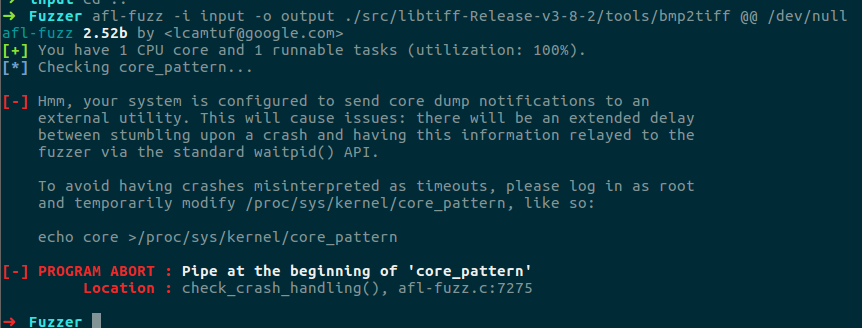 ➜ Fuzzer afl-fuzz -i input -o output ./src/libtiff-Release-v3-8-2/tools/bmp2tiff @@ /dev/null
afl-fuzz 2.52b by <lcamtuf@google.com>
[+] You have 1 CPU core and 1 runnable tasks (utilization: 100%).
[*] Checking core_pattern...
[-] Hmm, your system is configured to send core dump notifications to an
external utility. This will cause issues: there will be an extended delay
between stumbling upon a crash and having this information relayed to the
fuzzer via the standard waitpid() API.
To avoid having crashes misinterpreted as timeouts, please log in as root
and temporarily modify /proc/sys/kernel/core_pattern, like so:
echo core >/proc/sys/kernel/core_pattern
[-] PROGRAM ABORT : Pipe at the beginning of 'core_pattern'
Location : check_crash_handling(), afl-fuzz.c:7275
➜ Fuzzer